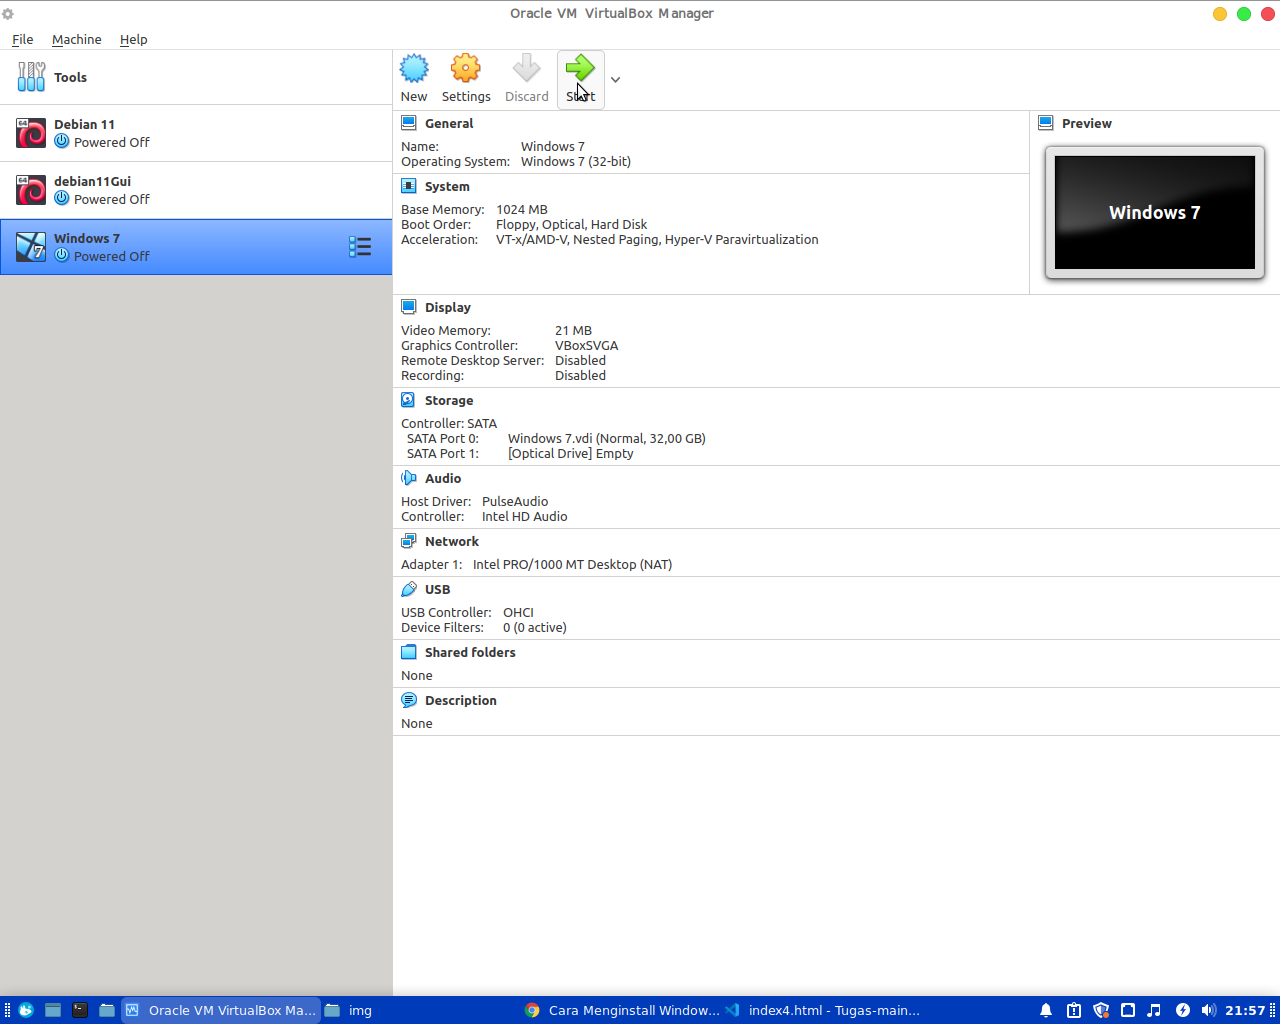 Oracle VM VirtualBox Manager
File Machine Help
Tools
New Settings Discard Start
64
Debian 11
Powered Off
64
debian11Gui
Powered Off
7
Windows 7
Powered Off
General
Name: Windows 7
Operating System: Windows 7 (32-bit)
Preview
Windows 7
System
Base Memory: 1024 MB
Boot Order: Floppy, Optical, Hard Disk
Acceleration: VT-x/AMD-V, Nested Paging, Hyper-V Paravirtualization
Display
Video Memory: 21 MB
Graphics Controller: VBoxSVGA
Remote Desktop Server: Disabled
Recording: Disabled
Storage
Controller: SATA
SATA Port 0: Windows 7.vdi (Normal, 32,00 GB)
SATA Port 1: [Optical Drive] Empty
Audio
Host Driver: PulseAudio
Controller: Intel HD Audio
Network
Adapter 1: Intel PRO/1000 MT Desktop (NAT)
USB
USB Controller: OHCI
Device Filters: 0 (0 active)
Shared folders
None
Description
None
Oracle VM VirtualBox Ma... img Cara Menginstall Window... index4.html - Tugas-main... 21:57